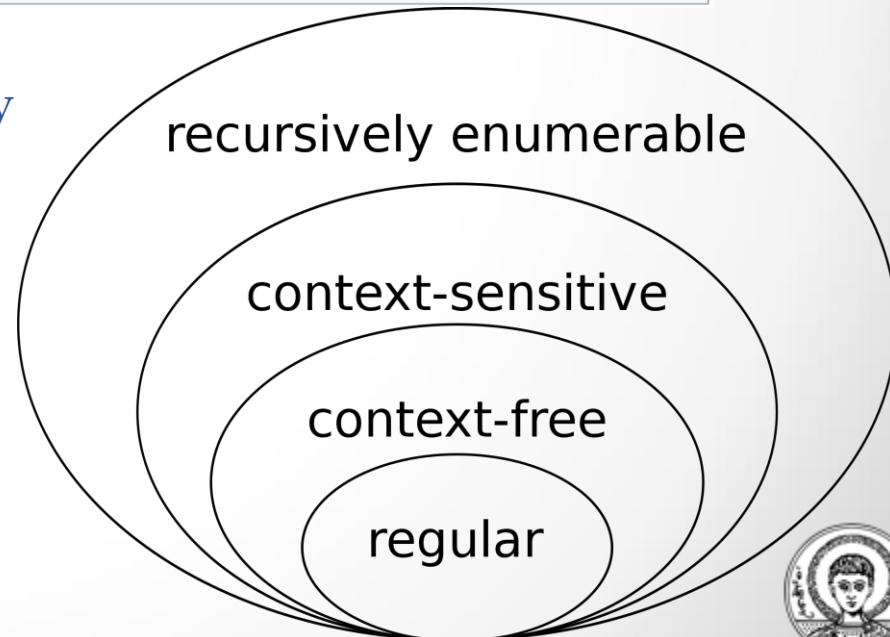 y
recursively enumerable
context-sensitive
context-free
regular